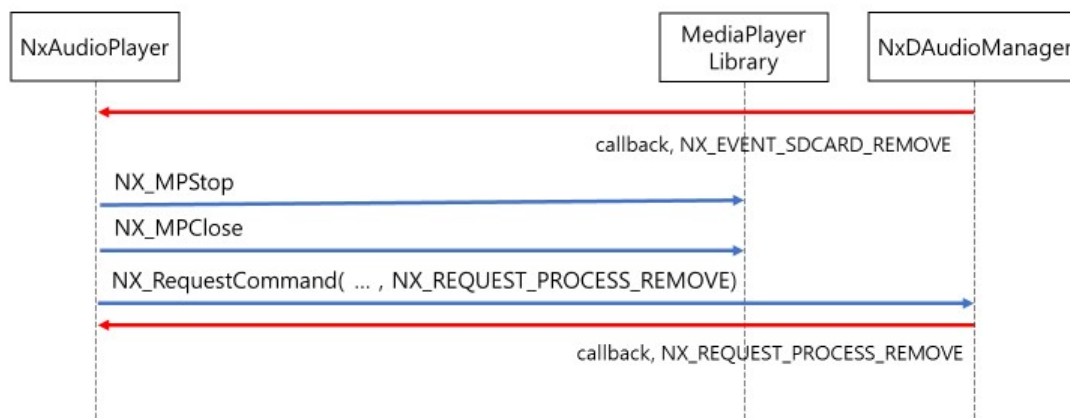 NxAudioPlayer
MediaPlayer
Library
NxDAudioManager
callback, NX_EVENT_SDCARD_REMOVE
NX_MPStop
NX_MPClose
NX_RequestCommand( ... , NX_REQUEST_PROCESS_REMOVE)
callback, NX_REQUEST_PROCESS_REMOVE